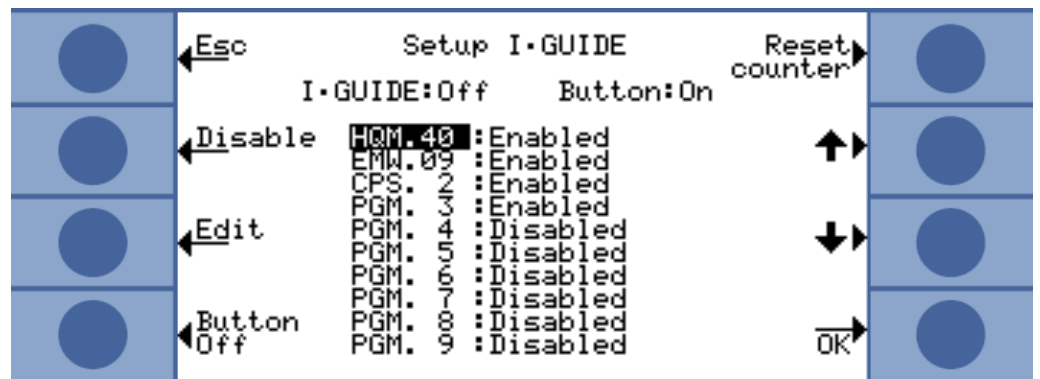 Esc Setup I·GUIDE Reset counter
I·GUIDE:Off Button:On
Disable HQM.40 :Enabled
EMW.09 :Enabled
CPS. 2 :Enabled
PGM. 3 :Enabled
Edit PGM. 4 :Disabled
PGM. 5 :Disabled
PGM. 6 :Disabled
PGM. 7 :Disabled
Button Off PGM. 8 :Disabled
PGM. 9 :Disabled OK